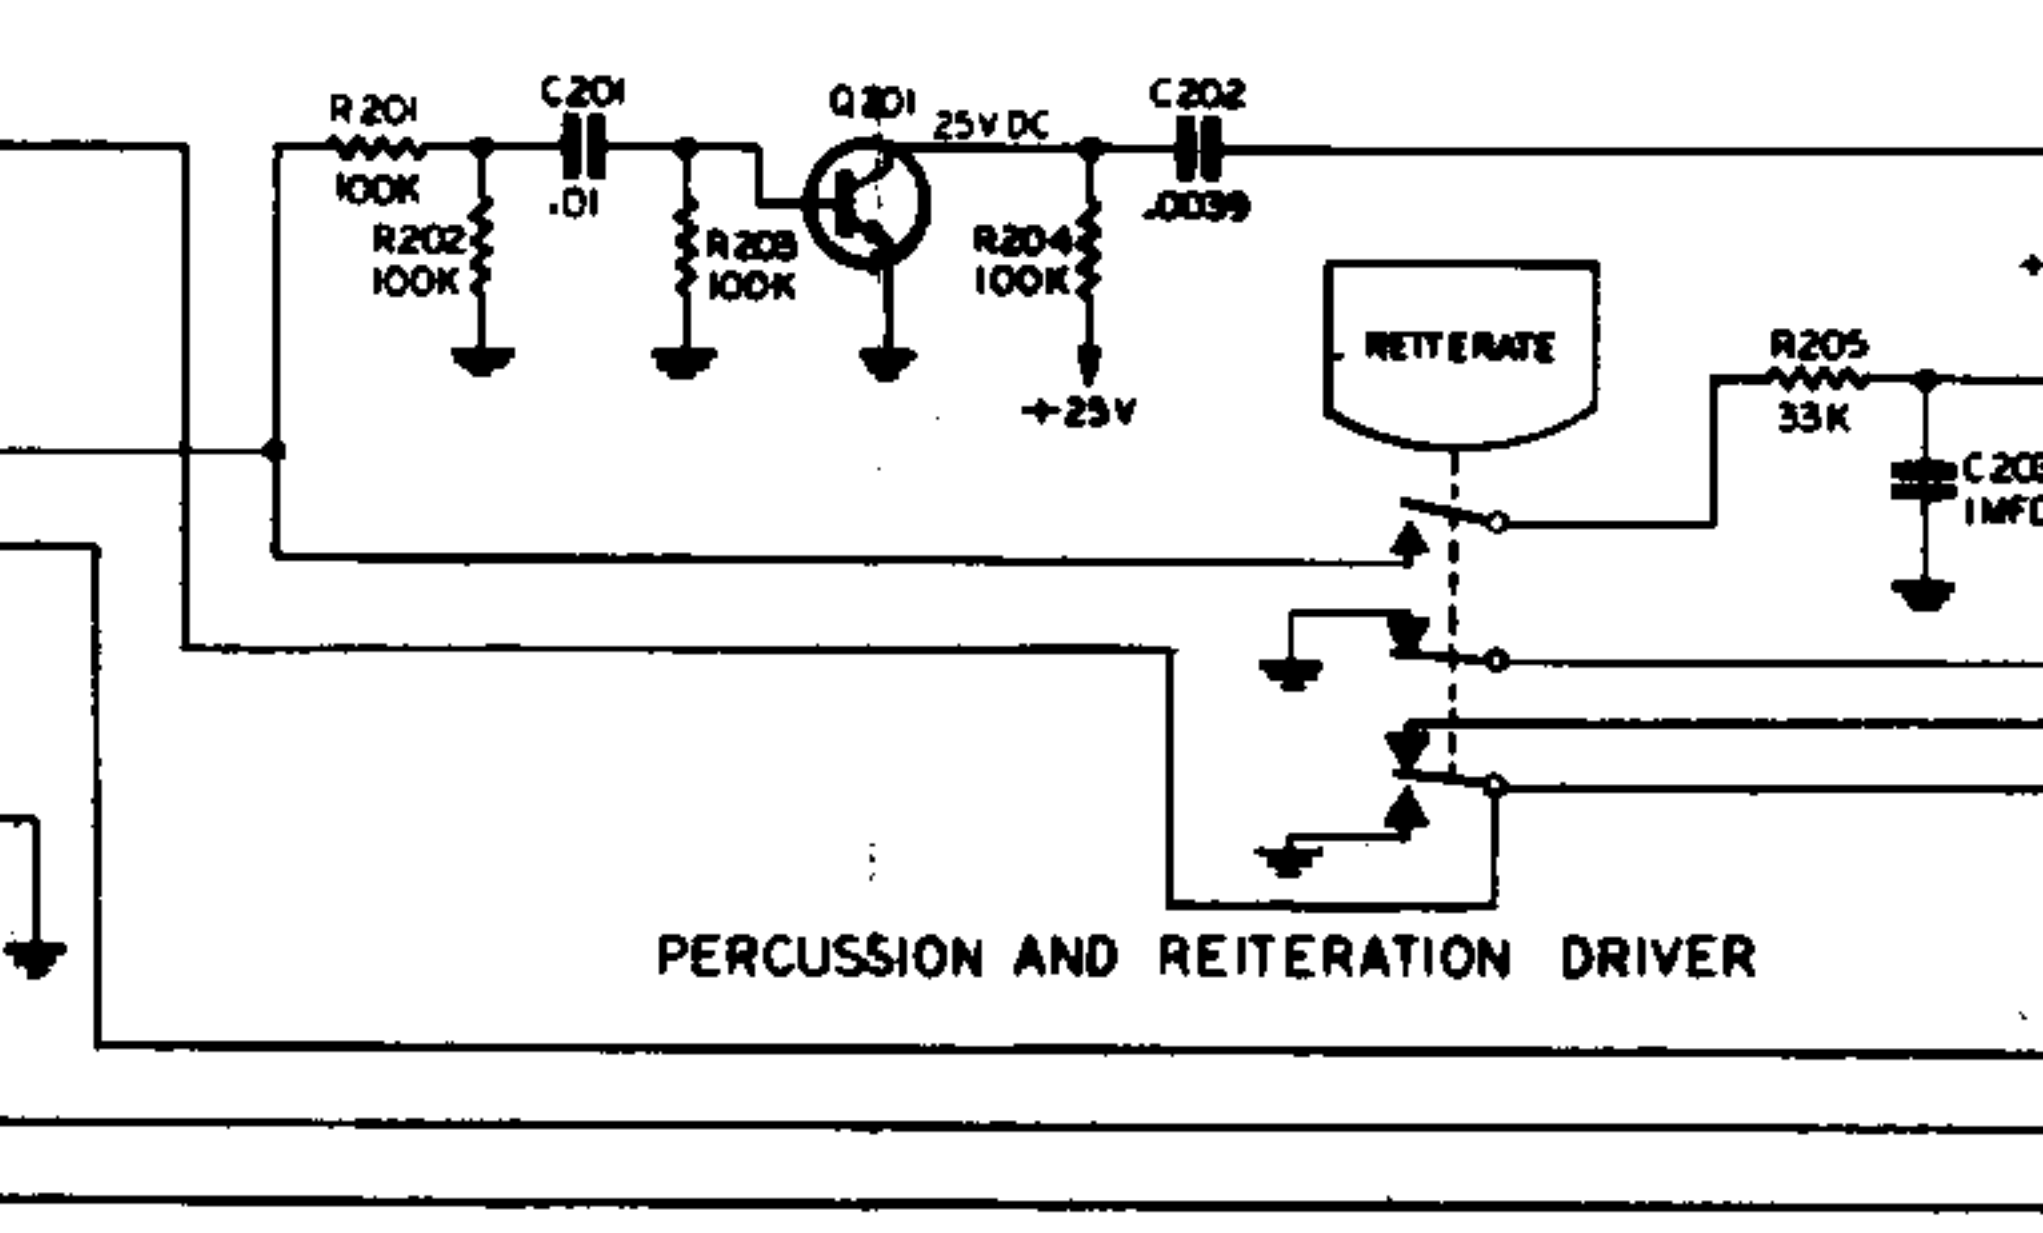 R201
100K
R202
100K
C201
.01
R203
100K
Q201
25V DC
R204
100K
+25V
C202
.0039
REITERATE
R205
33K
+
1MFD
PERCUSSION AND REITERATION DRIVER